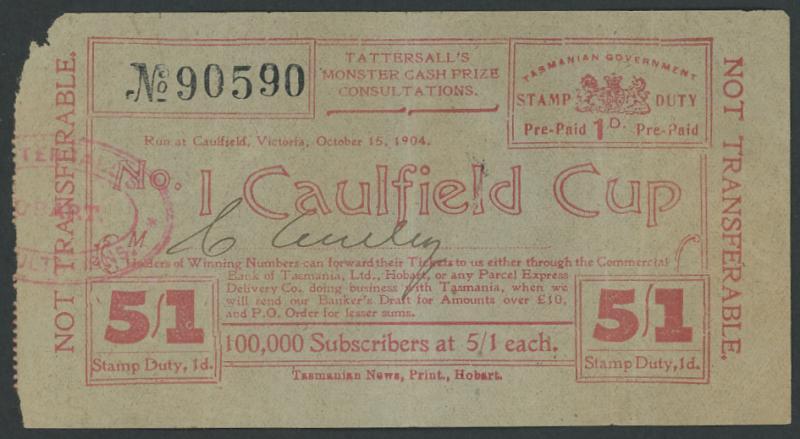 NOT TRANSFERABLE.
No 90590
TATTERSALL'S
MONSTER CASH PRIZE
CONSULTATIONS.
TASMANIAN GOVERNMENT
STAMP DUTY
Pre-Paid 1D. Pre-Paid
NOT TRANSFERABLE.
Run at Caulfield, Victoria, October 15, 1904.
No. 1 Caulfield Cup
M
Holders of Winning Numbers can forward their Tickets to us either through the Commercial
Bank of Tasmania, Ltd., Hobart, or any Parcel Express
Delivery Co. doing business with Tasmania, when we
will send our Banker's Draft for Amounts over £10,
and P.O. Order for lesser sums.
5/1
Stamp Duty, 1d.
100,000 Subscribers at 5/1 each.
5/1
Stamp Duty, 1d.
Tasmanian News, Print., Hobart.